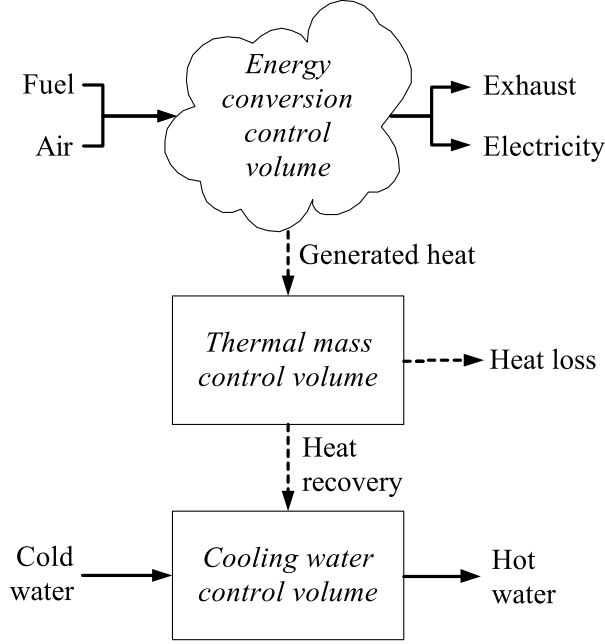 Fuel
Air
Energy
conversion
control
volume
Exhaust
Electricity
Generated heat
Thermal mass
control volume
Heat loss
Heat
recovery
Cold
water
Cooling water
control volume
Hot
water